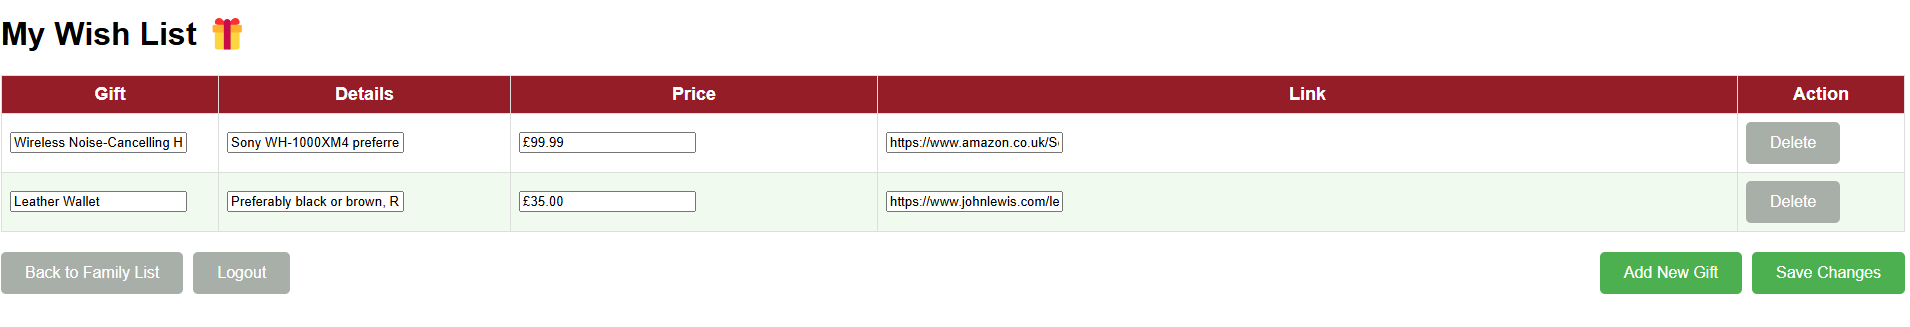 My Wish List
Gift Details Price Link Action
Wireless Noise-Cancelling H Sony WH-1000XM4 preferre £99.99 https://www.amazon.co.uk/S Delete
Leather Wallet Preferably black or brown, R £35.00 https://www.johnlewis.com/le Delete
Back to Family List Logout Add New Gift Save Changes